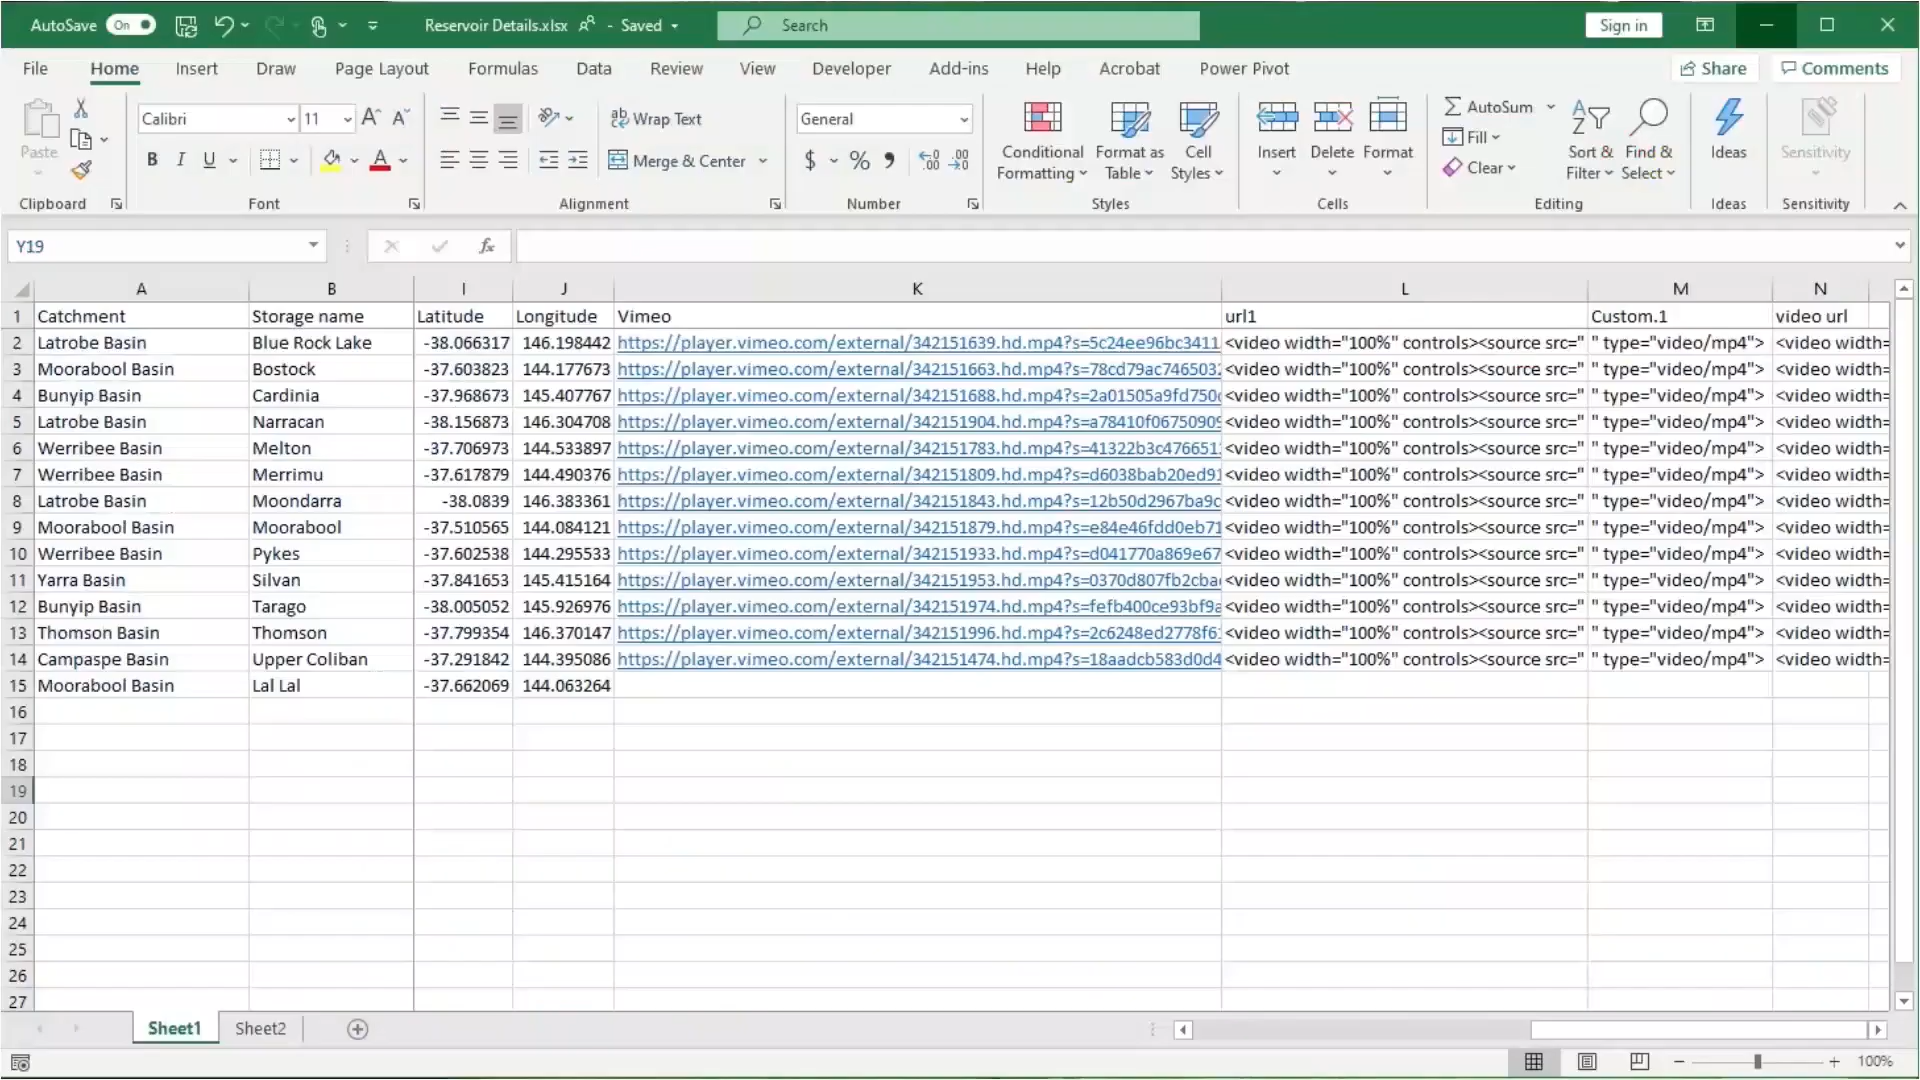 AutoSave On Reservoir Details.xlsx - Saved Search Sign in
File Home Insert Draw Page Layout Formulas Data Review View Developer Add-ins Help Acrobat Power Pivot Share Comments
Paste
Clipboard
Calibri 11
B I U
Font
Wrap Text
Merge & Center
Alignment
General
$ %
Number
Conditional Formatting
Format as Table
Cell Styles
Styles
Insert
Delete
Format
Cells
AutoSum
Fill
Clear
Sort & Filter
Find & Select
Editing
Ideas
Ideas
Sensitivity
Sensitivity
Y19 fx
A B I J K L M N
1 Catchment Storage name Latitude Longitude Vimeo url1 Custom.1 video url
2 Latrobe Basin Blue Rock Lake -38.066317 146.198442 https://player.vimeo.com/external/342151639.hd.mp4?s=5c24ee96bc3411 <video width="100%" controls><source src=" " type="video/mp4"> <video width=
3 Moorabool Basin Bostock -37.603823 144.177673 https://player.vimeo.com/external/342151663.hd.mp4?s=78cd79ac7465032 <video width="100%" controls><source src=" " type="video/mp4"> <video width=
4 Bunyip Basin Cardinia -37.968673 145.407767 https://player.vimeo.com/external/342151688.hd.mp4?s=2a01505a9fd750 <video width="100%" controls><source src=" " type="video/mp4"> <video width=
5 Latrobe Basin Narracan -38.156873 146.304708 https://player.vimeo.com/external/342151904.hd.mp4?s=a78410f06750909 <video width="100%" controls><source src=" " type="video/mp4"> <video width=
6 Werribee Basin Melton -37.706973 144.533897 https://player.vimeo.com/external/342151783.hd.mp4?s=41322b3c476651 <video width="100%" controls><source src=" " type="video/mp4"> <video width=
7 Werribee Basin Merrimu -37.617879 144.490376 https://player.vimeo.com/external/342151809.hd.mp4?s=d6038bab20ed91 <video width="100%" controls><source src=" " type="video/mp4"> <video width=
8 Latrobe Basin Moondarra -38.0839 146.383361 https://player.vimeo.com/external/342151843.hd.mp4?s=12b50d2967ba9c <video width="100%" controls><source src=" " type="video/mp4"> <video width=
9 Moorabool Basin Moorabool -37.510565 144.084121 https://player.vimeo.com/external/342151879.hd.mp4?s=e84e46fdd0eb71 <video width="100%" controls><source src=" " type="video/mp4"> <video width=
10 Werribee Basin Pykes -37.602538 144.295533 https://player.vimeo.com/external/342151933.hd.mp4?s=d041770a869e67 <video width="100%" controls><source src=" " type="video/mp4"> <video width=
11 Yarra Basin Silvan -37.841653 145.415164 https://player.vimeo.com/external/342151953.hd.mp4?s=0370d807fb2cba <video width="100%" controls><source src=" " type="video/mp4"> <video width=
12 Bunyip Basin Tarago -38.005052 145.926976 https://player.vimeo.com/external/342151974.hd.mp4?s=fefb400ce93bf9a <video width="100%" controls><source src=" " type="video/mp4"> <video width=
13 Thomson Basin Thomson -37.799354 146.370147 https://player.vimeo.com/external/342151996.hd.mp4?s=2c6248ed2778f6 <video width="100%" controls><source src=" " type="video/mp4"> <video width=
14 Campaspe Basin Upper Coliban -37.291842 144.395086 https://player.vimeo.com/external/342151474.hd.mp4?s=18aadcb583d0d4 <video width="100%" controls><source src=" " type="video/mp4"> <video width=
15 Moorabool Basin Lal Lal -37.662069 144.063264
16
17
18
19
20
21
22
23
24
25
26
27
Sheet1 Sheet2
100%